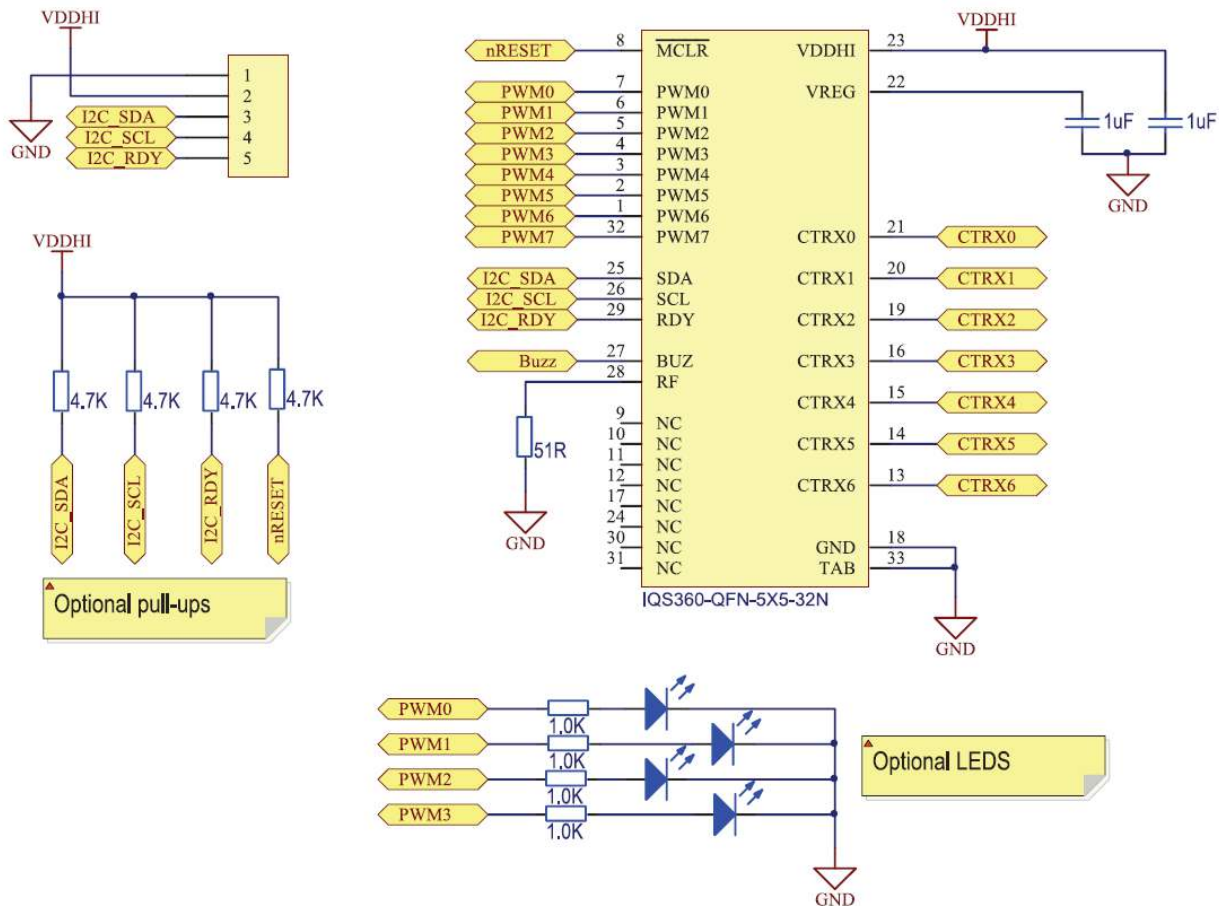 VDDHI
1
2
I2C_SDA 3
I2C_SCL 4
I2C_RDY 5
GND
VDDHI
4.7K 4.7K 4.7K 4.7K
I2C_SDA
I2C_SCL
I2C_RDY
nRESET
Optional pull-ups
nRESET 8 MCLR
PWM0 7 PWM0
PWM1 6 PWM1
PWM2 5 PWM2
PWM3 4 PWM3
PWM4 3 PWM4
PWM5 2 PWM5
PWM6 1 PWM6
PWM7 32 PWM7
I2C_SDA 25 SDA
I2C_SCL 26 SCL
I2C_RDY 29 RDY
Buzz 27 BUZ
28 RF
51R
GND
9 NC
10 NC
11 NC
12 NC
17 NC
24 NC
30 NC
31 NC
VDDHI
VDDHI 23
VREG 22
1uF 1uF
GND
CTRX0 21 CTRX0
CTRX1 20 CTRX1
CTRX2 19 CTRX2
CTRX3 16 CTRX3
CTRX4 15 CTRX4
CTRX5 14 CTRX5
CTRX6 13 CTRX6
GND 18
TAB 33
GND
IQS360-QFN-5X5-32N
PWM0 1.0K
PWM1 1.0K
PWM2 1.0K
PWM3 1.0K
GND
Optional LEDS